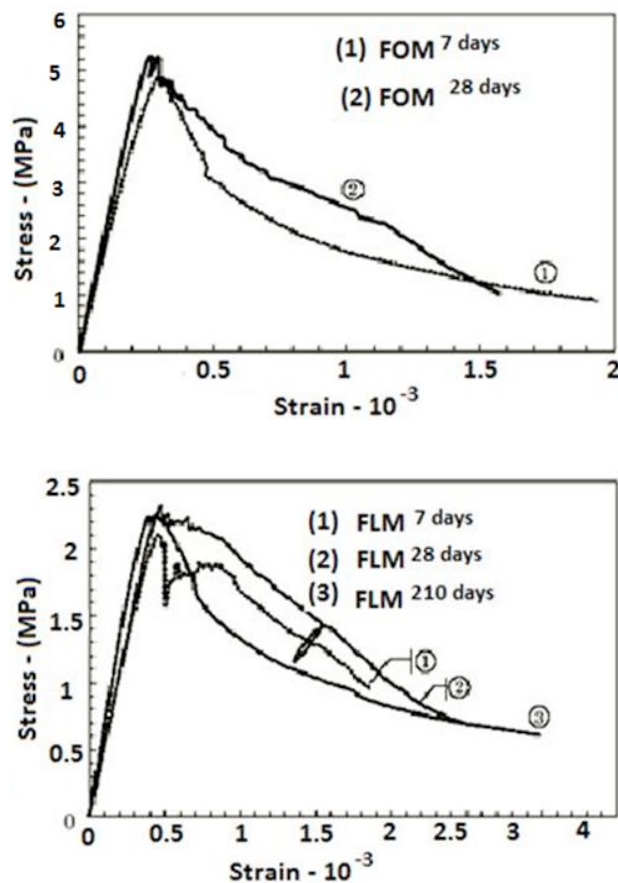 6
5
4
3
2
1
0
Stress - (MPa)
(1) FOM 7 days
(2) FOM 28 days
②
①
0 0.5 1 1.5 2
Strain - 10-3
2.5
2
1.5
1
0.5
0
Stress - (MPa)
(1) FLM 7 days
(2) FLM 28 days
(3) FLM 210 days
①
②
③
0 0.5 1 1.5 2 2.5 3 3.5 4
Strain - 10-3